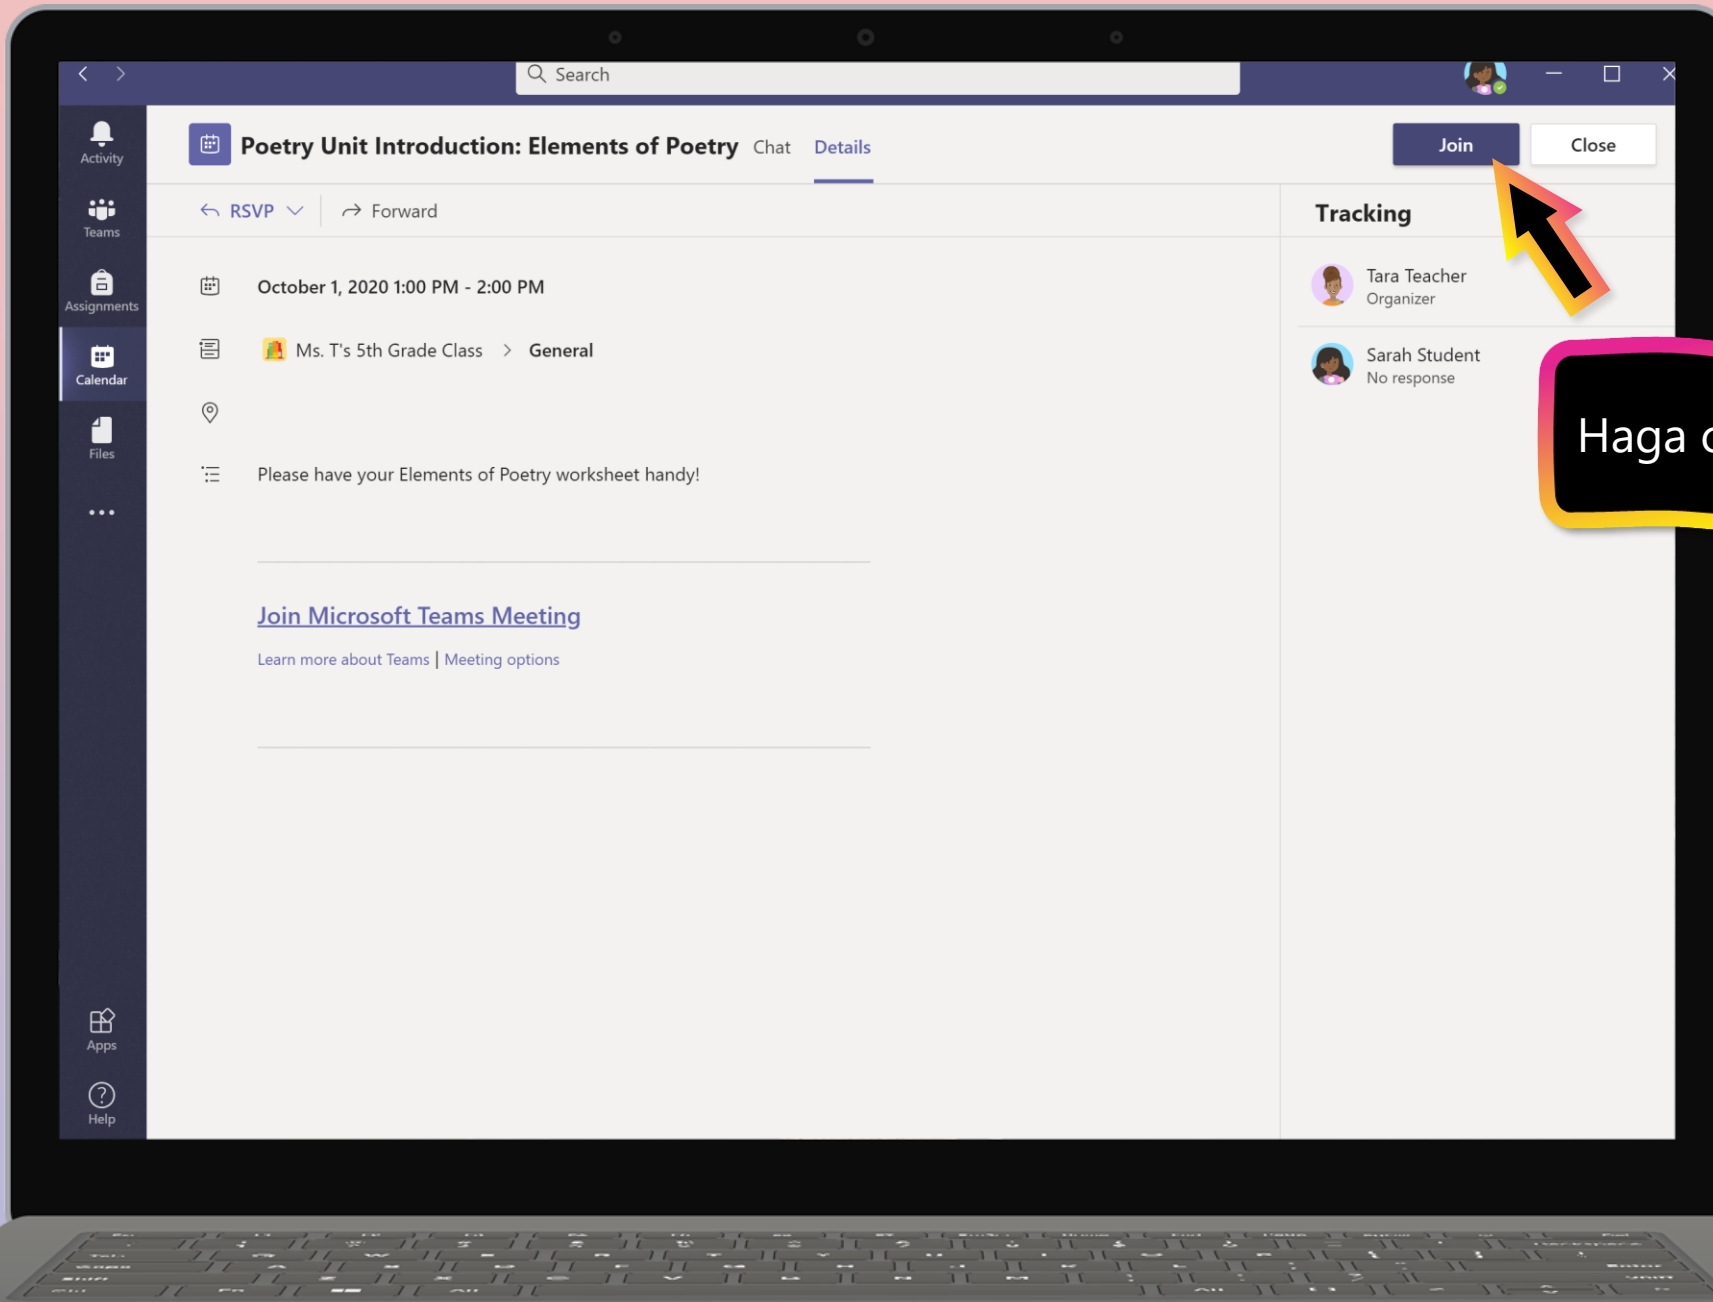 Search
Activity
Teams
Assignments
Calendar
Files
Apps
Help
Poetry Unit Introduction: Elements of Poetry Chat Details
Join Close
RSVP Forward
October 1, 2020 1:00 PM - 2:00 PM
Ms. T's 5th Grade Class > General
Please have your Elements of Poetry worksheet handy!
Join Microsoft Teams Meeting
Learn more about Teams | Meeting options
Tracking
Tara Teacher
Organizer
Sarah Student
No response
Haga